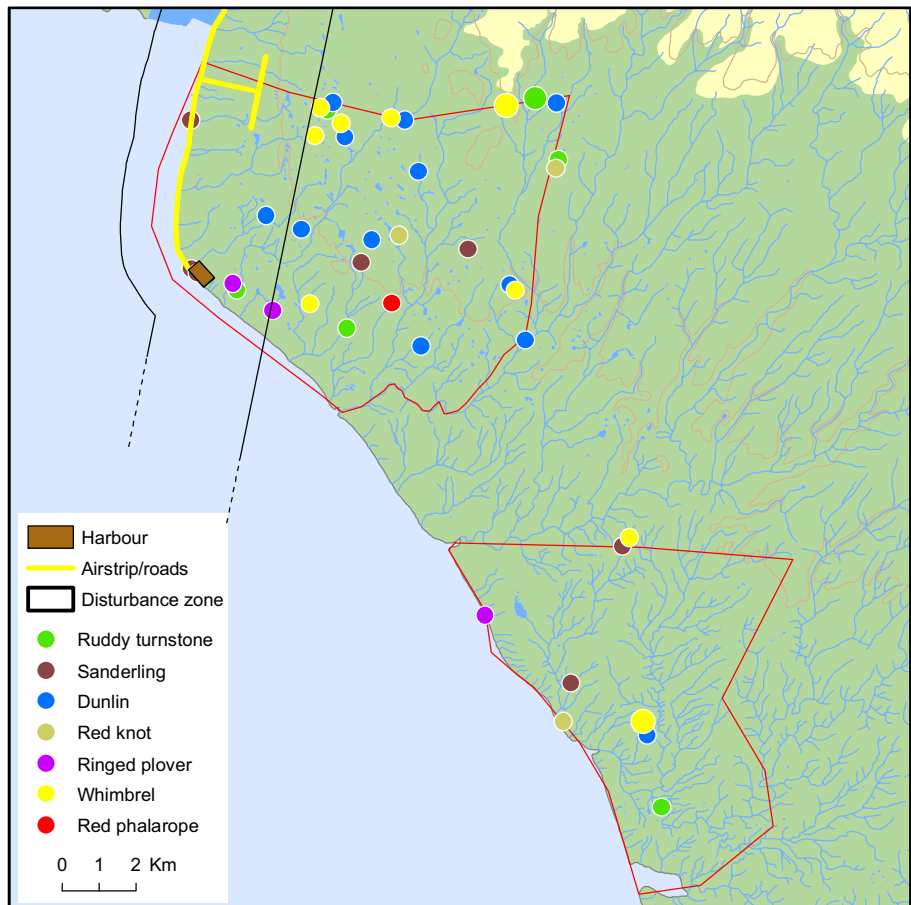 Harbour
Airstrip/roads
Disturbance zone
Ruddy turnstone
Sanderling
Dunlin
Red knot
Ringed plover
Whimbrel
Red phalarope
0 1 2 Km